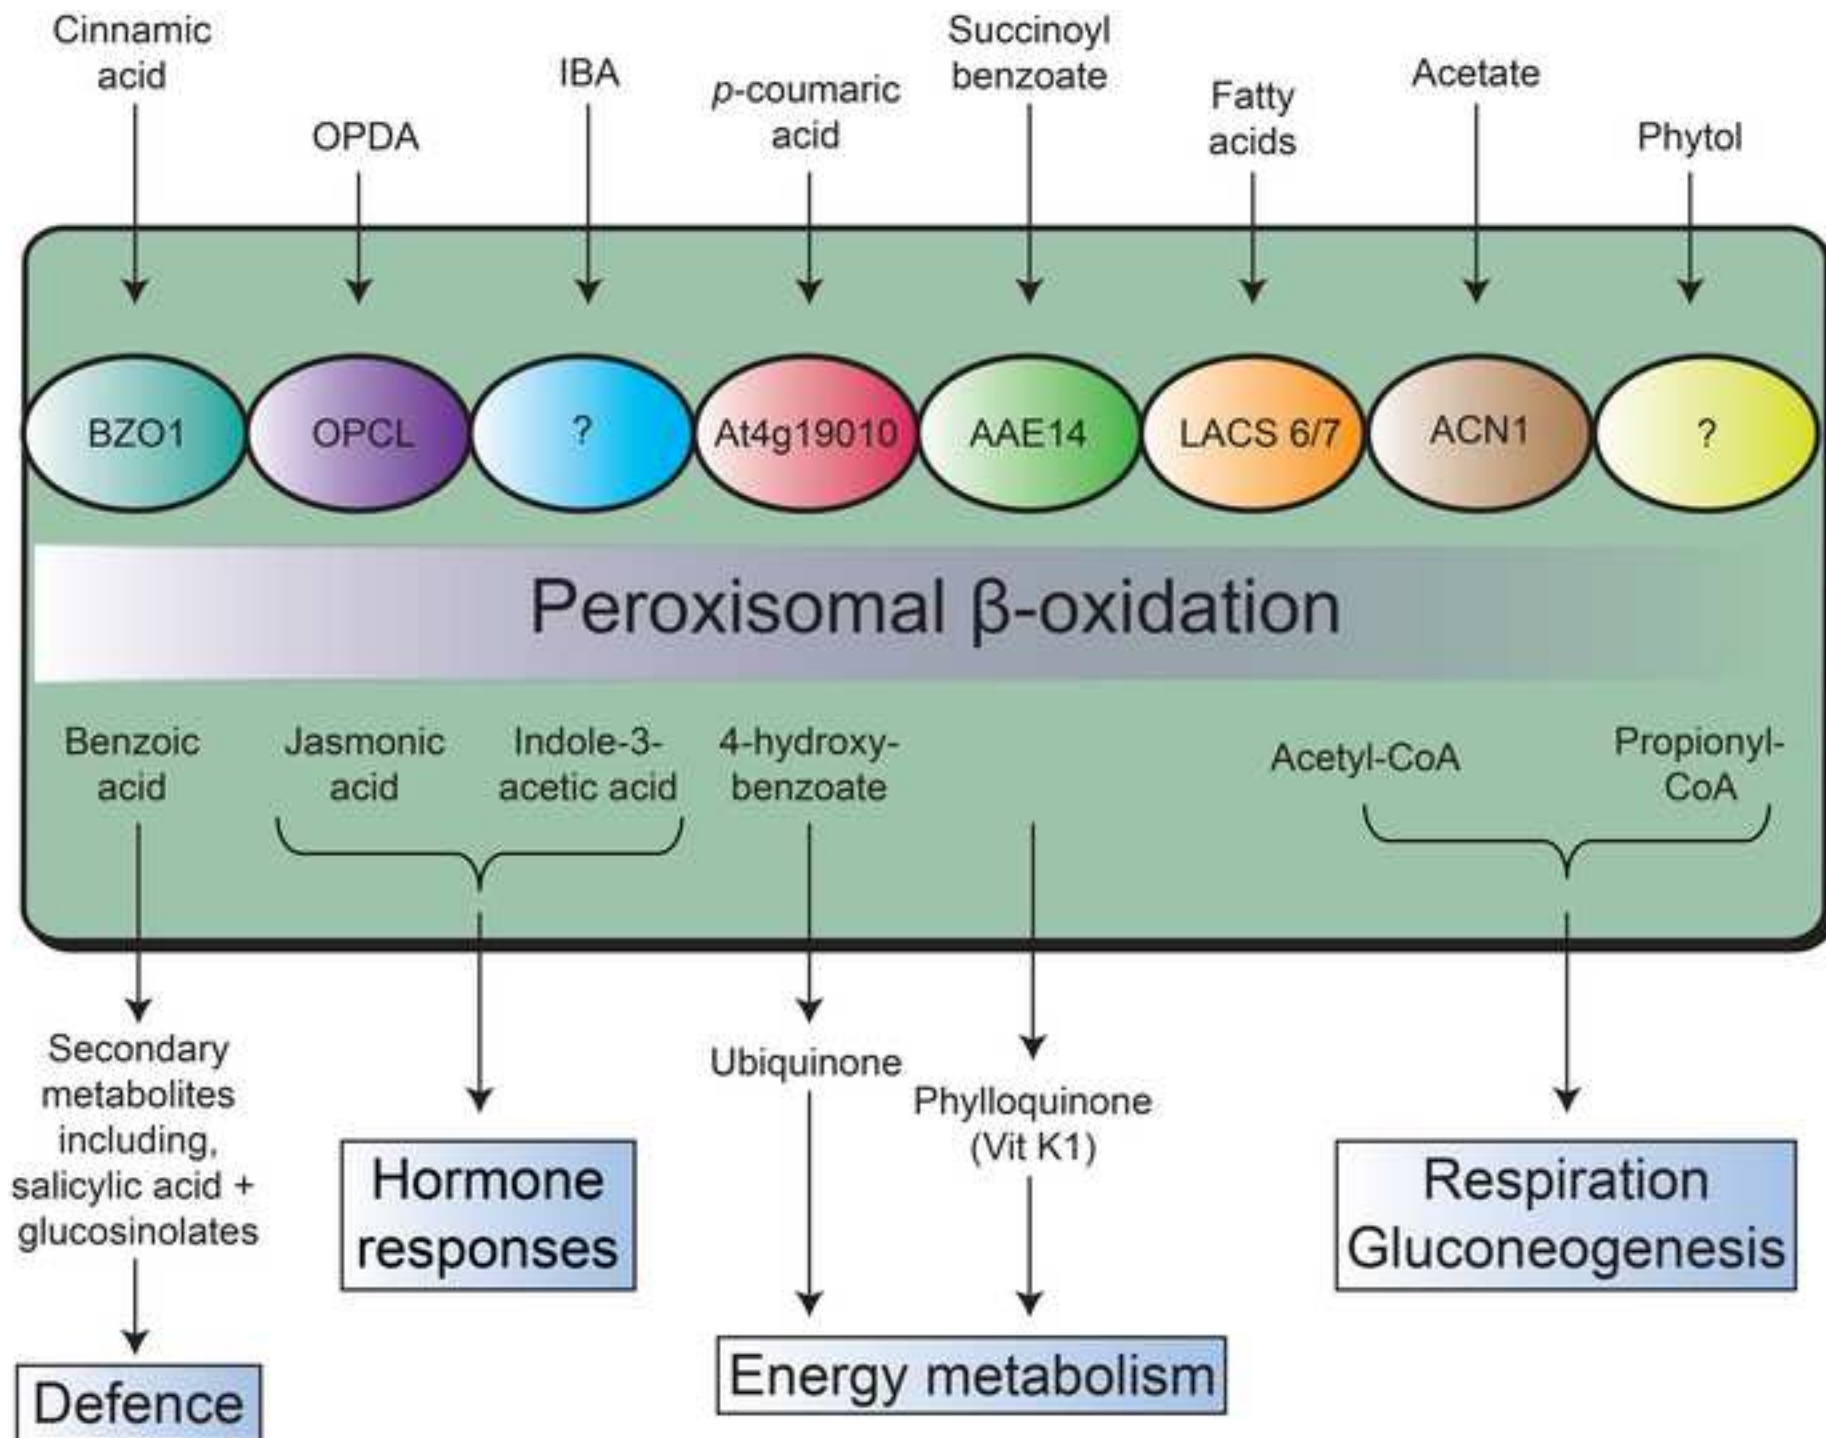 Cinnamic
acid
OPDA
IBA
p-coumaric
acid
Succinoyl
benzoate
Fatty
acids
Acetate
Phytol
BZO1
OPCL
?
At4g19010
AAE14
LACS 6/7
ACN1
?
Peroxisomal β-oxidation
Benzoic
acid
Jasmonic
acid
Indole-3-
acetic acid
4-hydroxy-
benzoate
Acetyl-CoA
Propionyl-
CoA
Secondary
metabolites
including,
salicylic acid +
glucosinolates
Defence
Hormone
responses
Ubiquinone
Phylloquinone
(Vit K1)
Energy metabolism
Respiration
Gluconeogenesis